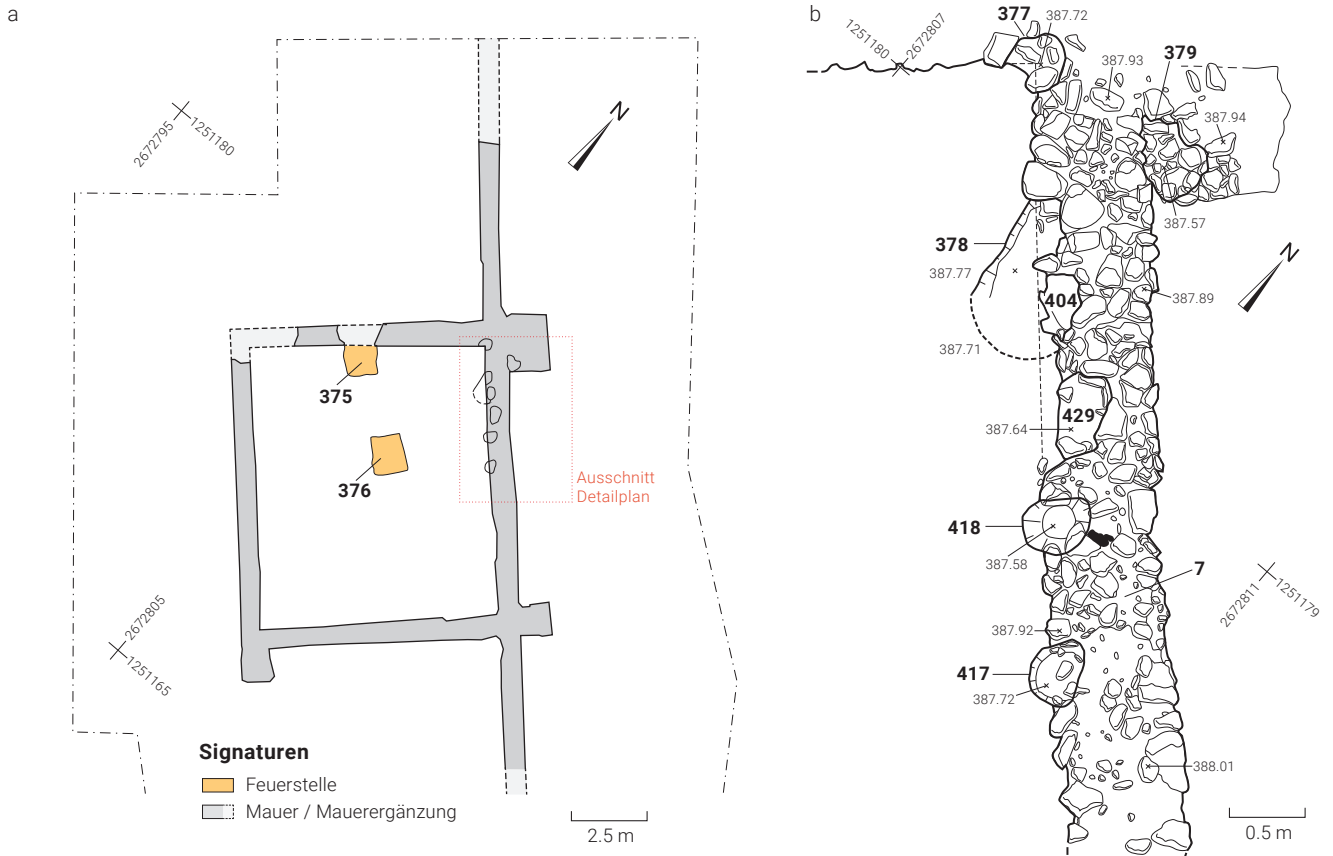 a
2672795
1251180
N
375
376
Ausschnitt
Detailplan
2672805
1251165
Signaturen
Feuerstelle
Mauer / Mauerergänzung
2.5 m
b
1251180
2672807
377
387.72
387.93
379
387.94
387.57
378
387.77
N
404
387.89
387.71
429
387.64
418
387.58
7
2672811
1251179
387.92
417
387.72
388.01
0.5 m